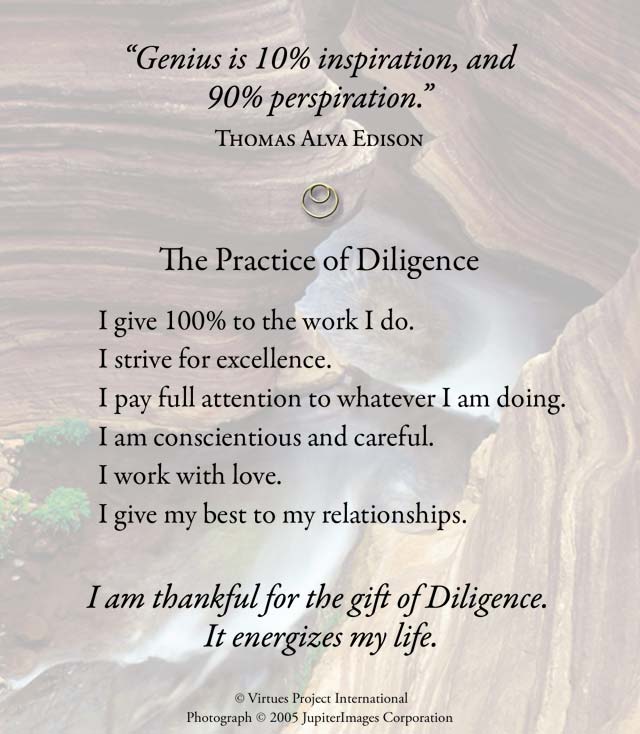 “Genius is 10% inspiration, and
90% perspiration.”
Thomas Alva Edison
The Practice of Diligence
I give 100% to the work I do.
I strive for excellence.
I pay full attention to whatever I am doing.
I am conscientious and careful.
I work with love.
I give my best to my relationships.
I am thankful for the gift of Diligence.
It energizes my life.
© Virtues Project International
Photograph © 2005 JupiterImages Corporation